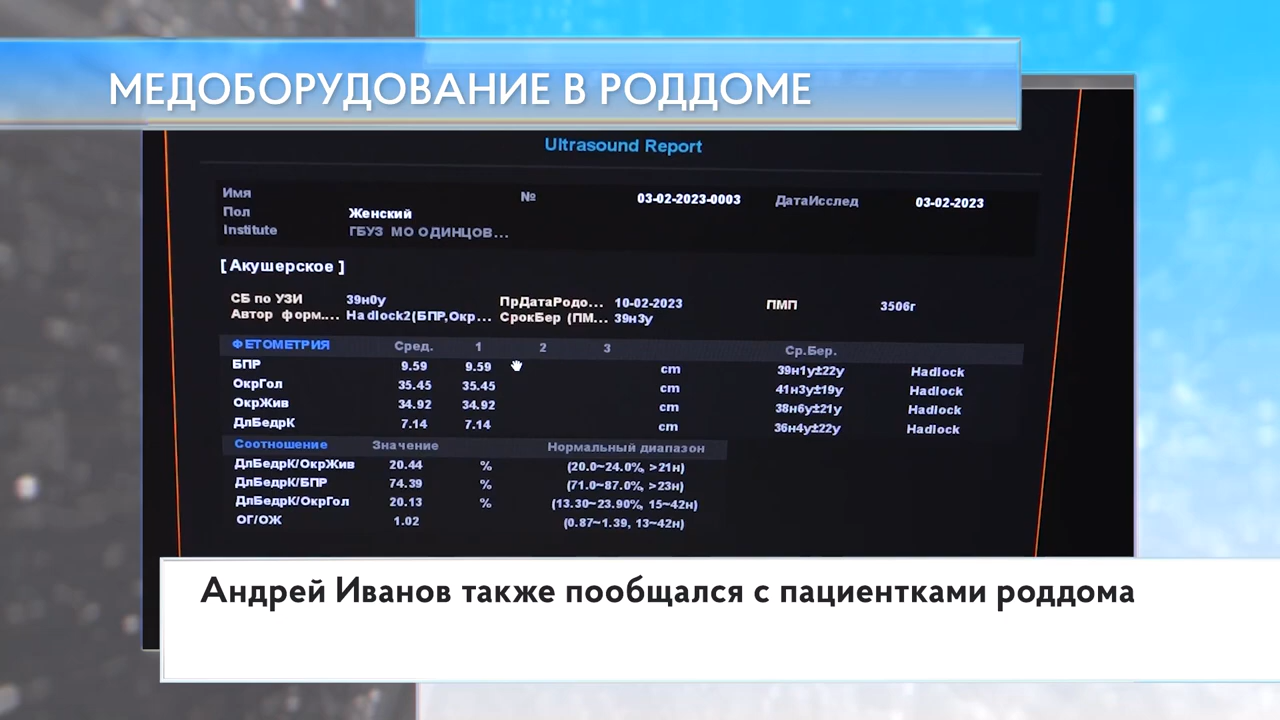 МЕДОБОРУДОВАНИЕ В РОДДОМЕ
Ultrasound Report
Имя № 03-02-2023-0003 ДатаИсслед 03-02-2023
Пол Женский
Institute ГБУЗ МО ОДИНЦОВ...
[ Акушерское ]
СБ по УЗИ 39н0у ПрДатаРодо... 10-02-2023 ПМП 3506г
Автор форм.... Hadlock2(БПР,Окр... СрокБер (ПМ... 39н3у
ФЕТОМЕТРИЯ Сред. 1 2 3 Ср.Бер.
БПР 9.59 9.59 cm 39н1у±22у Hadlock
ОкрГол 35.45 35.45 cm 41н3у±19у Hadlock
ОкрЖив 34.92 34.92 cm 38н6у±21у Hadlock
ДлБедрК 7.14 7.14 cm 36н4у±22у Hadlock
Соотношение Значение Нормальный диапазон
ДлБедрК/ОкрЖив 20.44 % (20.0~24.0%, >21н)
ДлБедрК/БПР 74.39 % (71.0~87.0%, >23н)
ДлБедрК/ОкрГол 20.13 % (13.30~23.90%, 15~42н)
ОГ/ОЖ 1.02 (0.87~1.39, 13~42н)
Андрей Иванов также пообщался с пациентками роддома